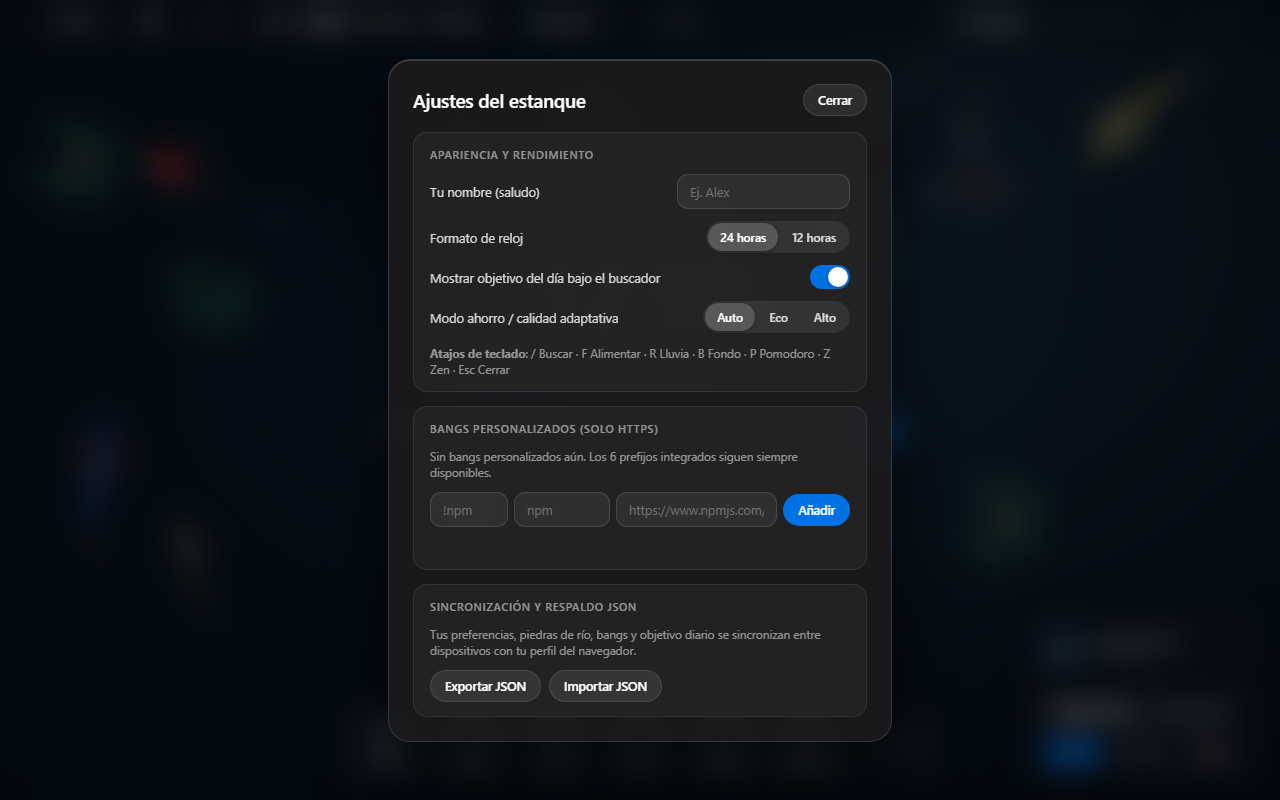 Ajustes del estanque
Cerrar
APARIENCIA Y RENDIMIENTO
Tu nombre (saludo)
Ej. Alex
Formato de reloj
24 horas
12 horas
Mostrar objetivo del día bajo el buscador
Modo ahorro / calidad adaptativa
Auto
Eco
Alto
Atajos de teclado: / Buscar · F Alimentar · R Lluvia · B Fondo · P Pomodoro · Z
Zen · Esc Cerrar
BANGS PERSONALIZADOS (SOLO HTTPS)
Sin bangs personalizados aún. Los 6 prefijos integrados siguen siempre
disponibles.
!npm
npm
https://www.npmjs.com,
Añadir
SINCRONIZACIÓN Y RESPALDO JSON
Tus preferencias, piedras de río, bangs y objetivo diario se sincronizan entre
dispositivos con tu perfil del navegador.
Exportar JSON
Importar JSON